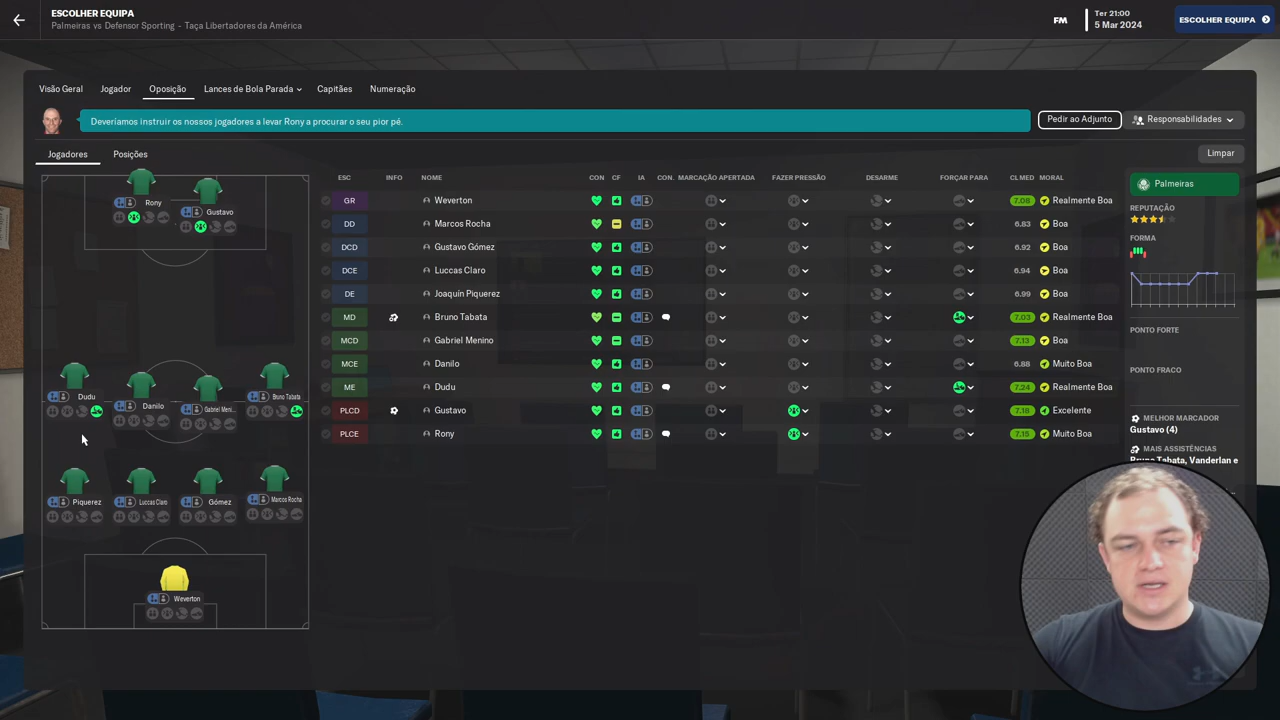 ESCOLHER EQUIPA
Palmeiras vs Defensor Sporting - Taça Libertadores da América
FM
Ter 21:00
5 Mar 2024
ESCOLHER EQUIPA
Visão Geral
Jogador
Oposição
Lances de Bola Parada
Capitães
Numeração
Deveríamos instruir os nossos jogadores a levar Rony a procurar o seu pior pé.
Pedir ao Adjunto
Responsabilidades
Jogadores
Posições
Limpar
Rony
Gustavo
Dudu
Danilo
Gabriel Meni...
Bruno Tabata
Piquerez
Luccas Claro
Gómez
Marcos Rocha
Weverton
ESC INFO NOME CON CF IA CON. MARCAÇÃO APERTADA FAZER PRESSÃO DESARME FORÇAR PARA CLMED MORAL
GR Weverton 7.08 Realmente Boa
DD Marcos Rocha 6.83 Boa
DCD Gustavo Gómez 6.92 Boa
DCE Luccas Claro 6.94 Boa
DE Joaquín Piquerez 6.99 Boa
MD Bruno Tabata 7.03 Realmente Boa
MCD Gabriel Menino 7.13 Boa
MCE Danilo 6.88 Muito Boa
ME Dudu 7.24 Realmente Boa
PLCD Gustavo 7.18 Excelente
PLCE Rony 7.15 Muito Boa
Palmeiras
REPUTAÇÃO
FORMA
PONTO FORTE
PONTO FRACO
MELHOR MARCADOR
Gustavo (4)
MAIS ASSISTÊNCIAS
Bruno Tabata, Vanderlan e